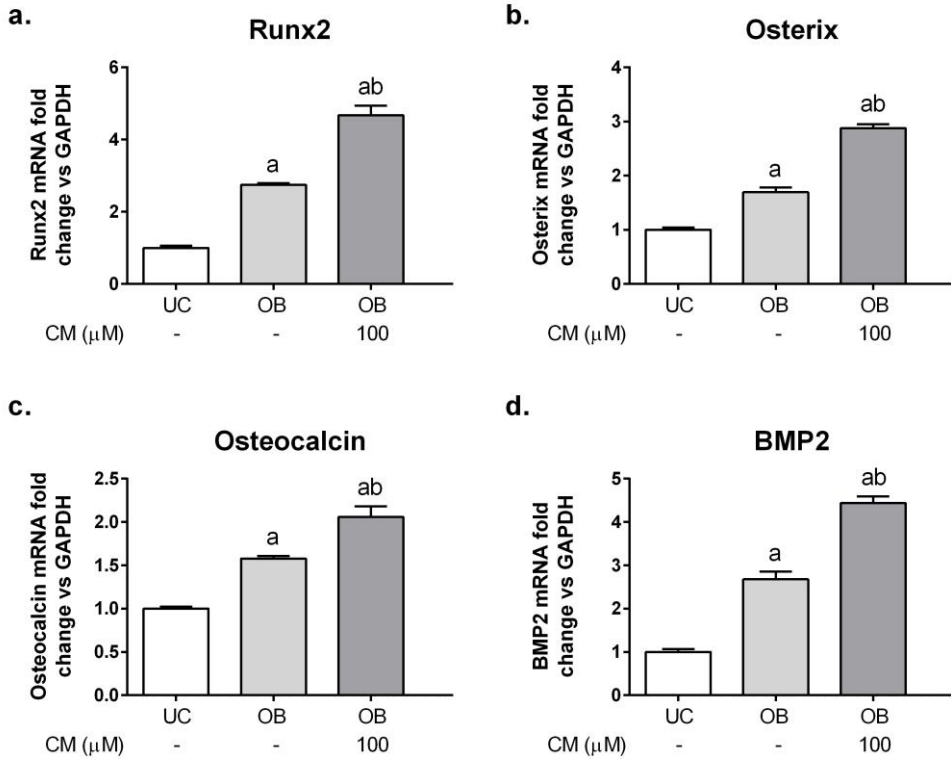 a.
Runx2
Runx2 mRNA fold
change vs GAPDH
6
4
2
0
a
ab
UC OB OB
CM (μM) - - 100
b.
Osterix
Osterix mRNA fold
change vs GAPDH
4
3
2
1
0
a
ab
UC OB OB
CM (μM) - - 100
c.
Osteocalcin
Osteocalcin mRNA fold
change vs GAPDH
2.5
2.0
1.5
1.0
0.5
0.0
a
ab
UC OB OB
CM (μM) - - 100
d.
BMP2
BMP2 mRNA fold
change vs GAPDH
5
4
3
2
1
0
a
ab
UC OB OB
CM (μM) - - 100